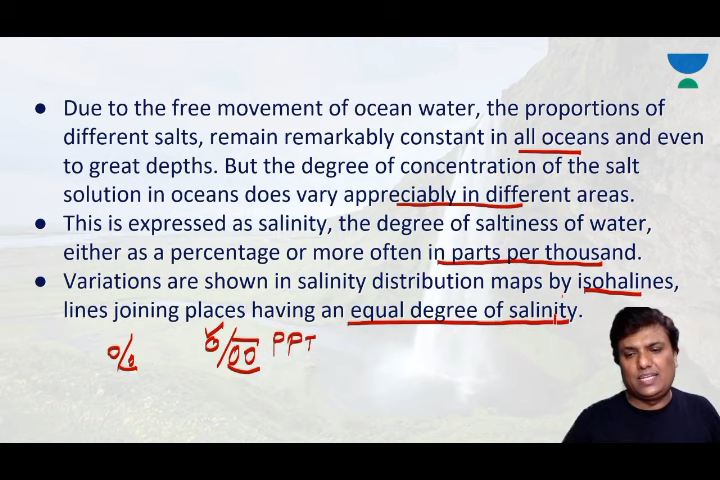 ● Due to the free movement of ocean water, the proportions of
different salts, remain remarkably constant in all oceans and even
to great depths. But the degree of concentration of the salt
solution in oceans does vary appreciably in different areas.
● This is expressed as salinity, the degree of saltiness of water,
either as a percentage or more often in parts per thousand.
● Variations are shown in salinity distribution maps by isohalines,
lines joining places having an equal degree of salinity.
% 0/00 PPT